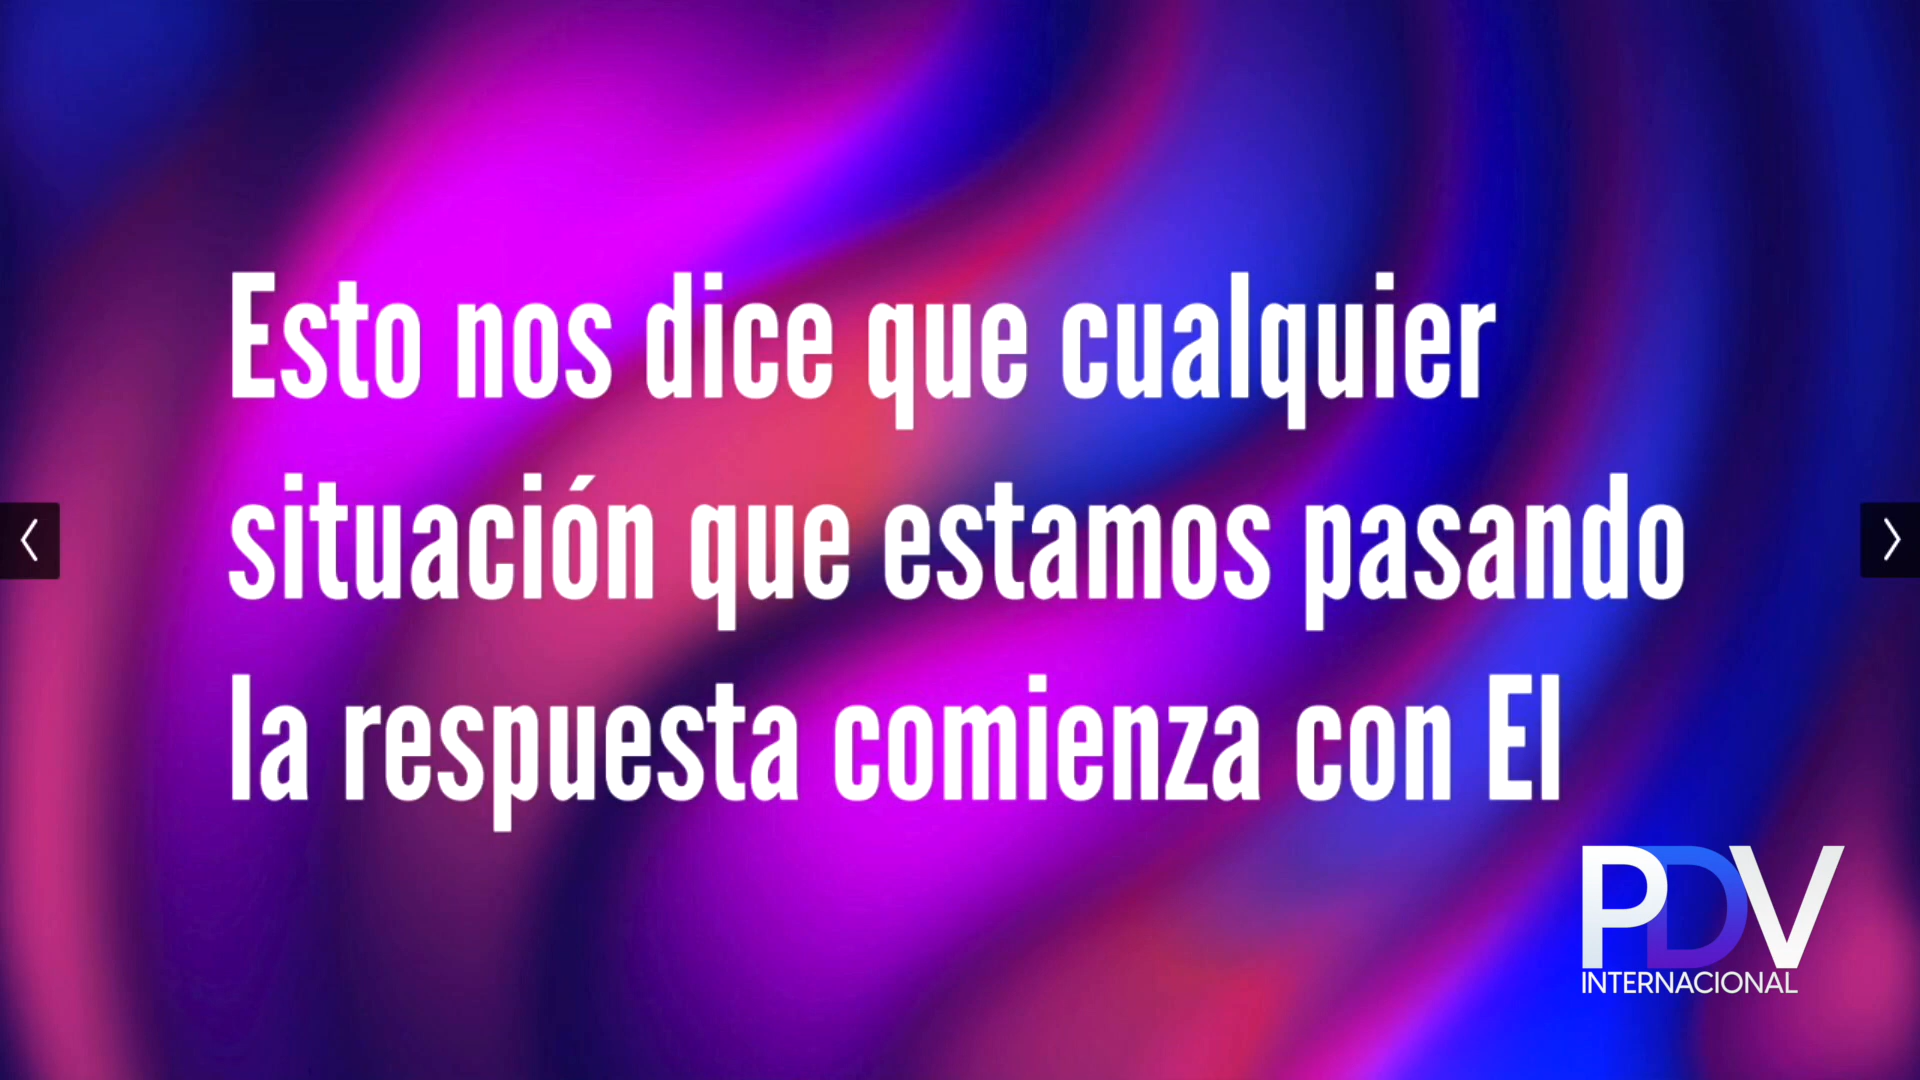 Esto nos dice que cualquier
situación que estamos pasando
la respuesta comienza con El
PDV
INTERNACIONAL